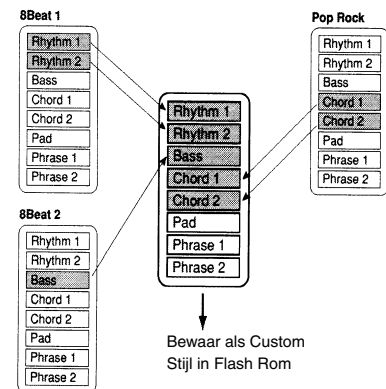 8Beat 1
Rhythm 1
Rhythm 2
Bass
Chord 1
Chord 2
Pad
Phrase 1
Phrase 2
8Beat 2
Rhythm 1
Rhythm 2
Bass
Chord 1
Chord 2
Pad
Phrase 1
Phrase 2
Rhythm 1
Rhythm 2
Bass
Chord 1
Chord 2
Pad
Phrase 1
Phrase 2
Bewaar als Custom
Stijl in Flash Rom
Pop Rock
Rhythm 1
Rhythm 2
Bass
Chord 1
Chord 2
Pad
Phrase 1
Phrase 2